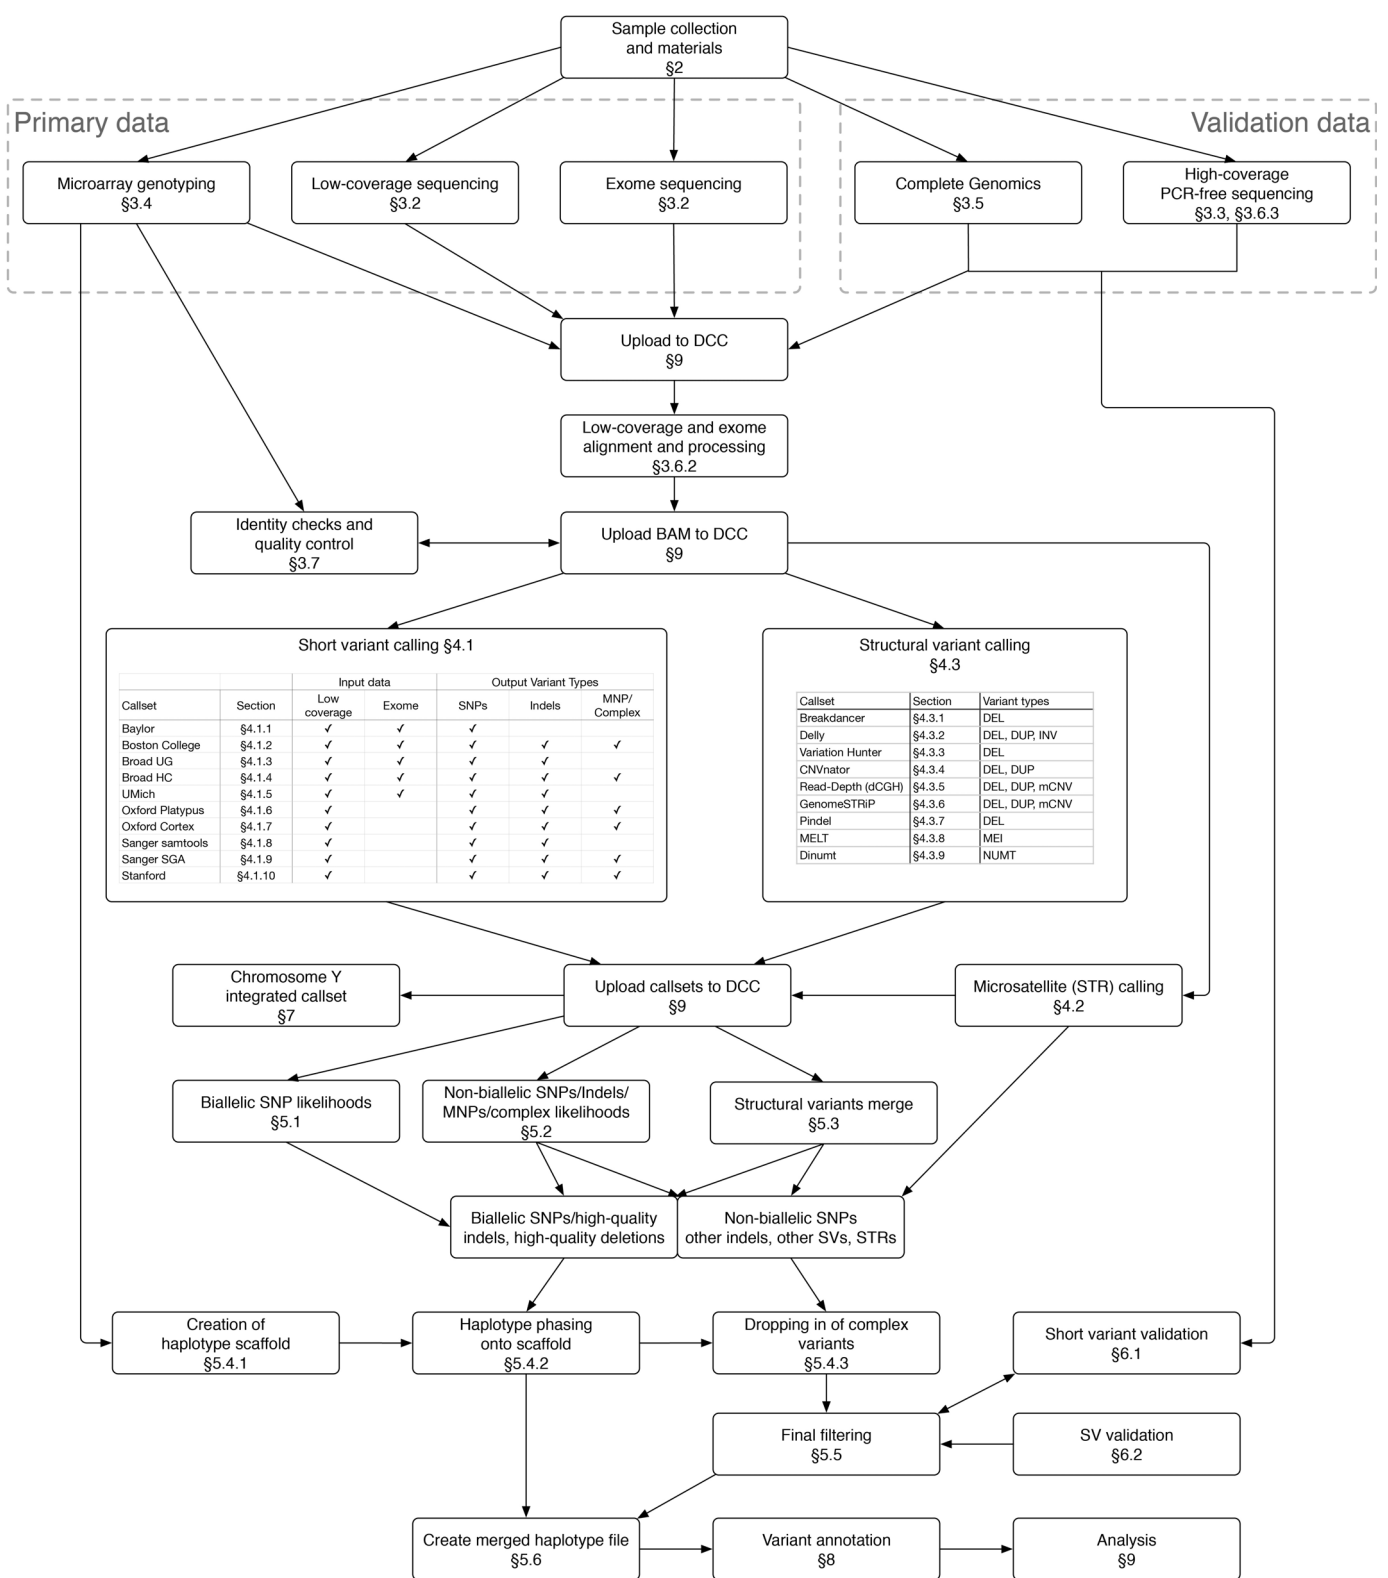 Sample collection
and materials
§2
Primary data
Validation data
Microarray genotyping
§3.4
Low-coverage sequencing
§3.2
Exome sequencing
§3.2
Complete Genomics
§3.5
High-coverage
PCR-free sequencing
§3.3, §3.6.3
Upload to DCC
§9
Low-coverage and exome
alignment and processing
§3.6.2
Identity checks and
quality control
§3.7
Upload BAM to DCC
§9
Short variant calling §4.1
Input data Output Variant Types
Callset Section Low coverage Exome SNPs Indels MNP/ Complex
Baylor §4.1.1 ✓ ✓ ✓
Boston College §4.1.2 ✓ ✓ ✓ ✓ ✓
Broad UG §4.1.3 ✓ ✓ ✓ ✓
Broad HC §4.1.4 ✓ ✓ ✓ ✓ ✓
UMich §4.1.5 ✓ ✓ ✓ ✓
Oxford Platypus §4.1.6 ✓ ✓ ✓ ✓
Oxford Cortex §4.1.7 ✓ ✓ ✓ ✓
Sanger samtools §4.1.8 ✓ ✓ ✓
Sanger SGA §4.1.9 ✓ ✓ ✓ ✓
Stanford §4.1.10 ✓ ✓ ✓ ✓
Structural variant calling
§4.3
Callset Section Variant types
Breakdancer §4.3.1 DEL
Delly §4.3.2 DEL, DUP, INV
Variation Hunter §4.3.3 DEL
CNVnator §4.3.4 DEL, DUP
Read-Depth (dCGH) §4.3.5 DEL, DUP, mCNV
GenomeSTRiP §4.3.6 DEL, DUP, mCNV
Pindel §4.3.7 DEL
MELT §4.3.8 MEI
Dinumt §4.3.9 NUMT
Chromosome Y
integrated callset
§7
Upload callsets to DCC
§9
Microsatellite (STR) calling
§4.2
Biallelic SNP likelihoods
§5.1
Non-biallelic SNPs/Indels/
MNPs/complex likelihoods
§5.2
Structural variants merge
§5.3
Biallelic SNPs/high-quality
indels, high-quality deletions
Non-biallelic SNPs
other indels, other SVs, STRs
Creation of
haplotype scaffold
§5.4.1
Haplotype phasing
onto scaffold
§5.4.2
Dropping in of complex
variants
§5.4.3
Short variant validation
§6.1
Final filtering
§5.5
SV validation
§6.2
Create merged haplotype file
§5.6
Variant annotation
§8
Analysis
§9